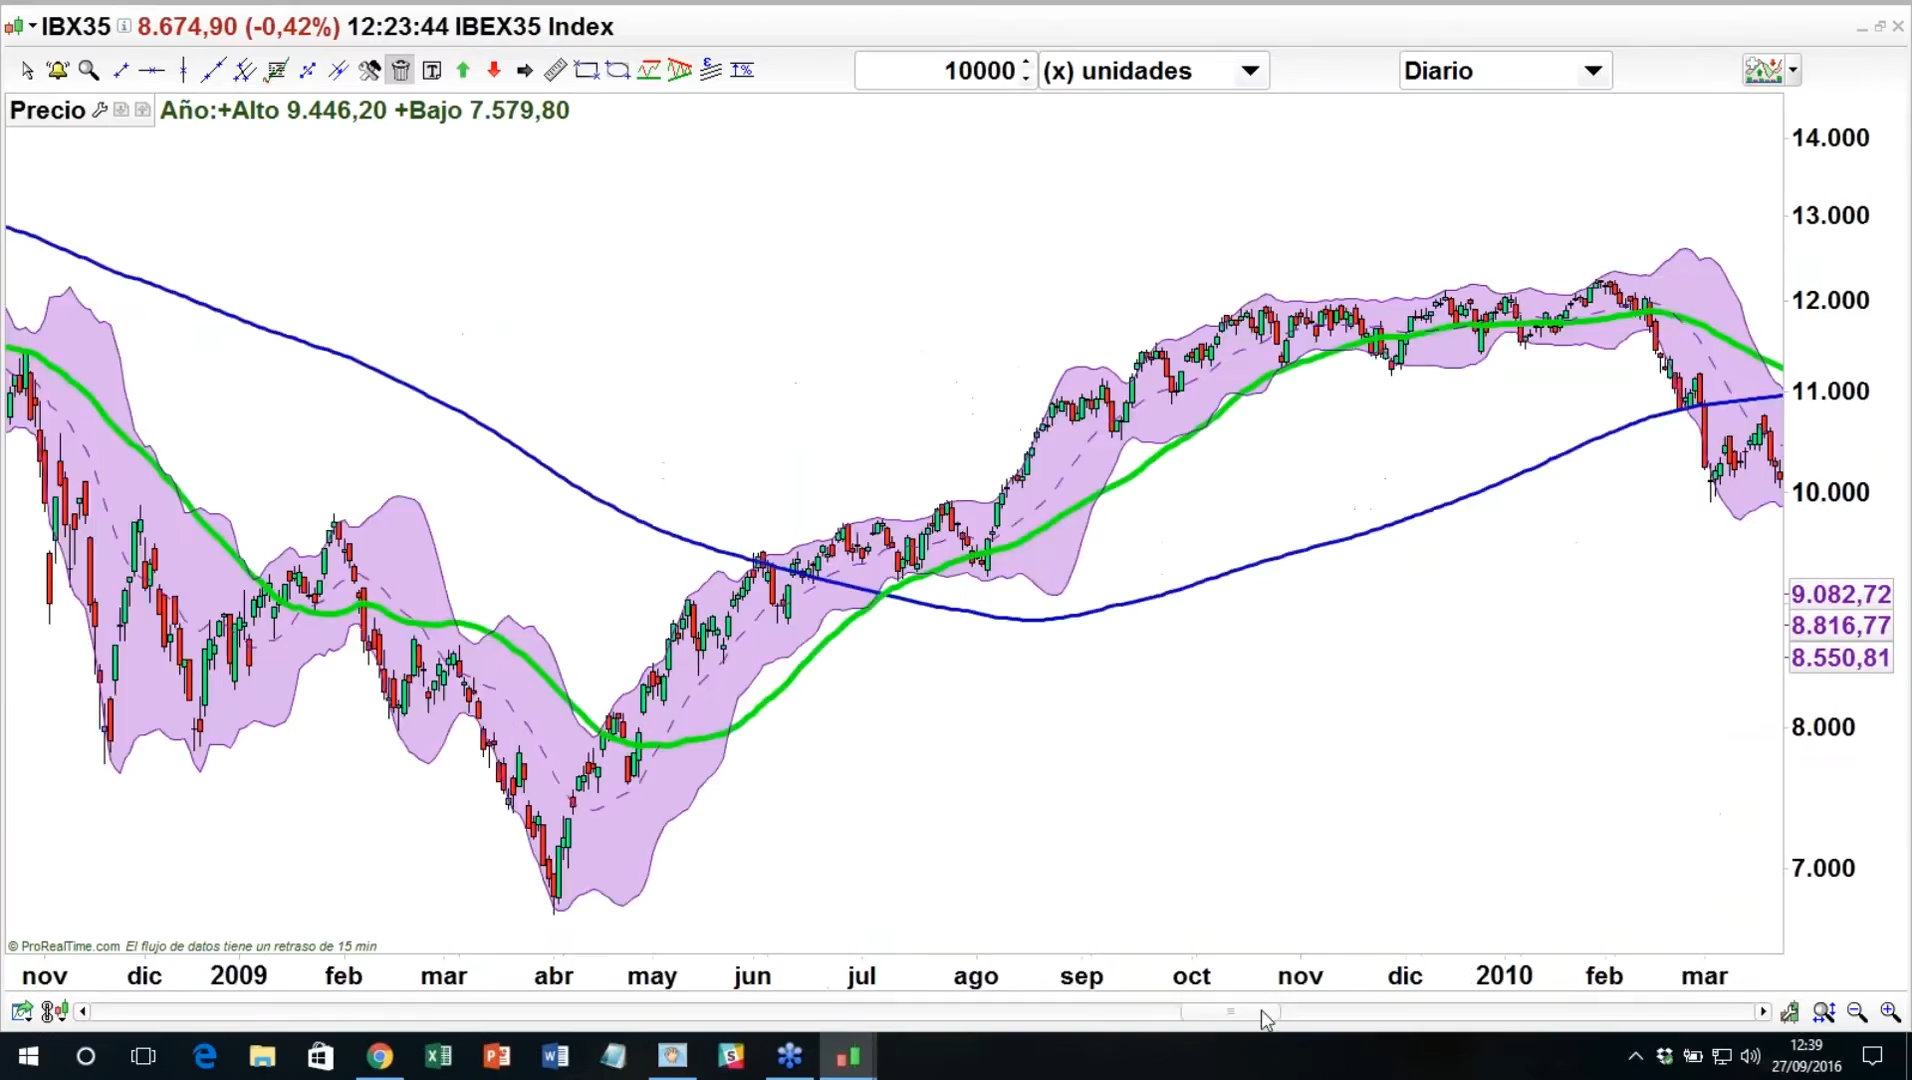 IBX35 8.674,90 (-0,42%) 12:23:44 IBEX35 Index
10000 (x) unidades Diario
Precio Año:+Alto 9.446,20 +Bajo 7.579,80
14.000
13.000
12.000
11.000
10.000
9.082,72
8.816,77
8.550,81
8.000
7.000
© ProRealTime.com El flujo de datos tiene un retraso de 15 min
nov dic 2009 feb mar abr may jun jul ago sep oct nov dic 2010 feb mar
12:39
27/09/2016